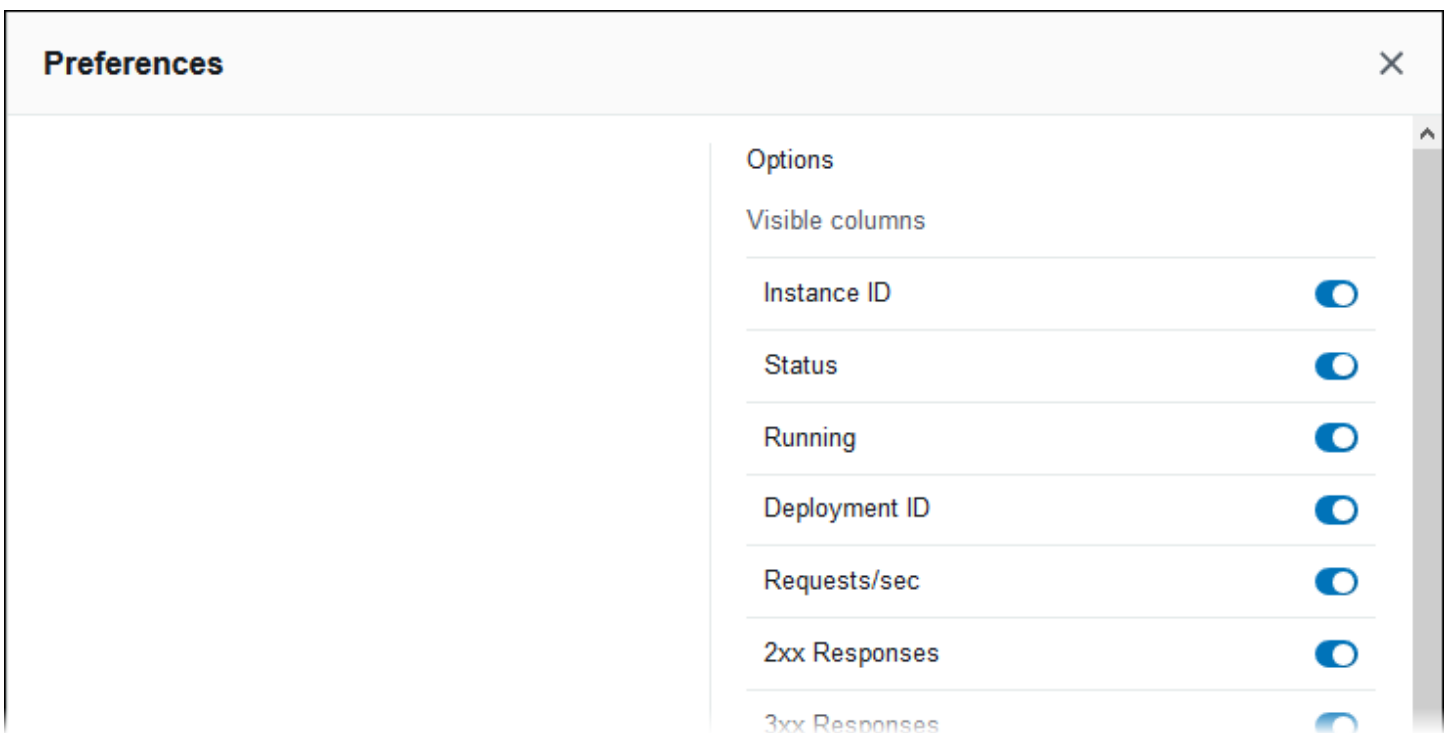 Preferences
Options
Visible columns
Instance ID
Status
Running
Deployment ID
Requests/sec
2xx Responses
3xx Responses